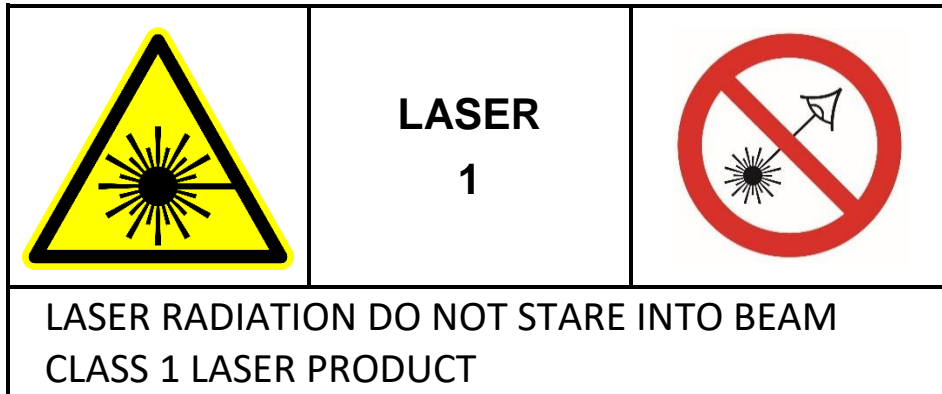 LASER
1
LASER RADIATION DO NOT STARE INTO BEAM
CLASS 1 LASER PRODUCT